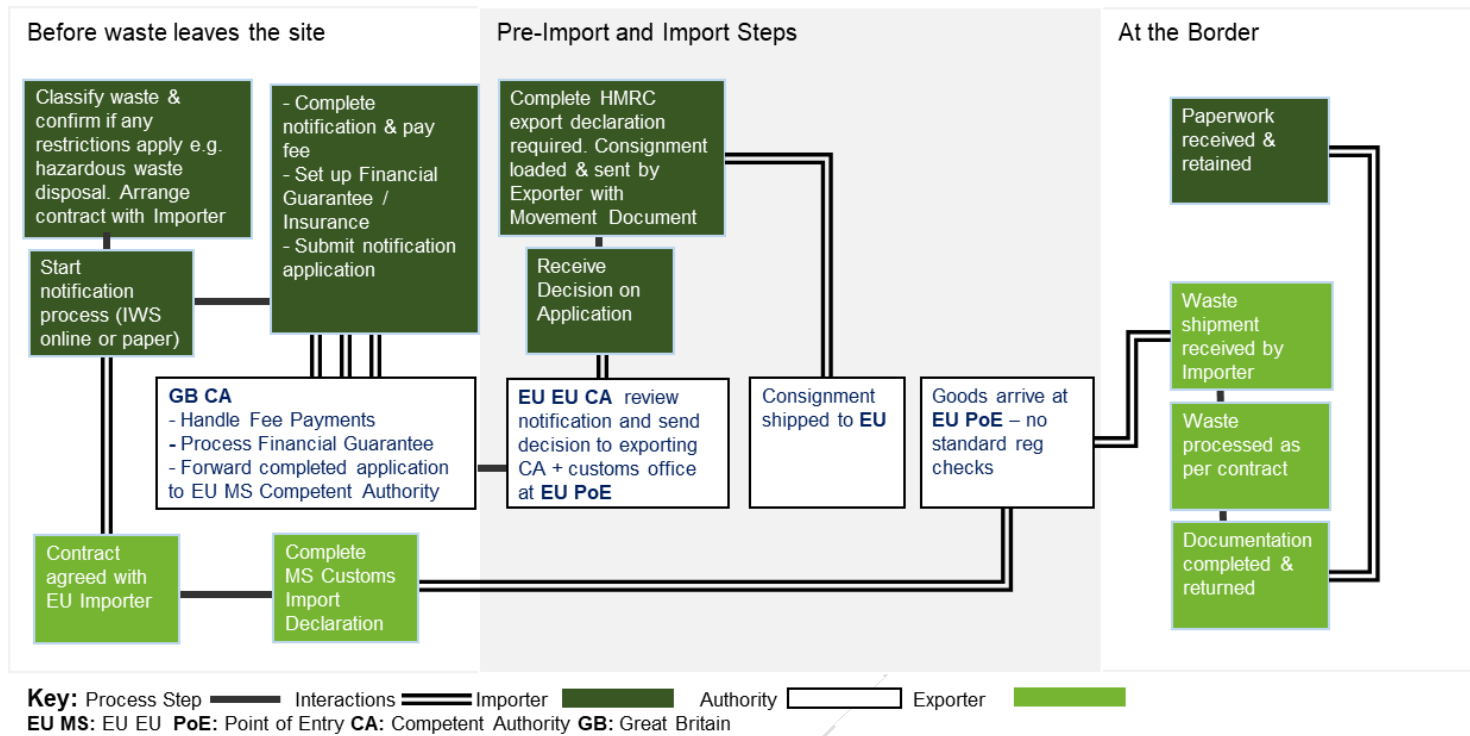 Before waste leaves the site
Pre-Import and Import Steps
At the Border
Classify waste &
confirm if any
restrictions apply e.g.
hazardous waste
disposal. Arrange
contract with Importer
- Complete
notification & pay
fee
- Set up Financial
Guarantee /
Insurance
- Submit notification
application
Start
notification
process (IWS
online or paper)
GB CA
- Handle Fee Payments
- Process Financial Guarantee
- Forward completed application
to EU MS Competent Authority
Contract
agreed with
EU Importer
Complete
MS Customs
Import
Declaration
Complete HMRC
export declaration
required. Consignment
loaded & sent by
Exporter with
Movement Document
Receive
Decision on
Application
EU EU CA review
notification and send
decision to exporting
CA + customs office
at EU PoE
Consignment
shipped to EU
Goods arrive at
EU PoE – no
standard reg
checks
Paperwork
received &
retained
Waste
shipment
received by
Importer
Waste
processed as
per contract
Documentation
completed &
returned
Key: Process Step Interactions Importer Authority Exporter
EU MS: EU EU PoE: Point of Entry CA: Competent Authority GB: Great Britain